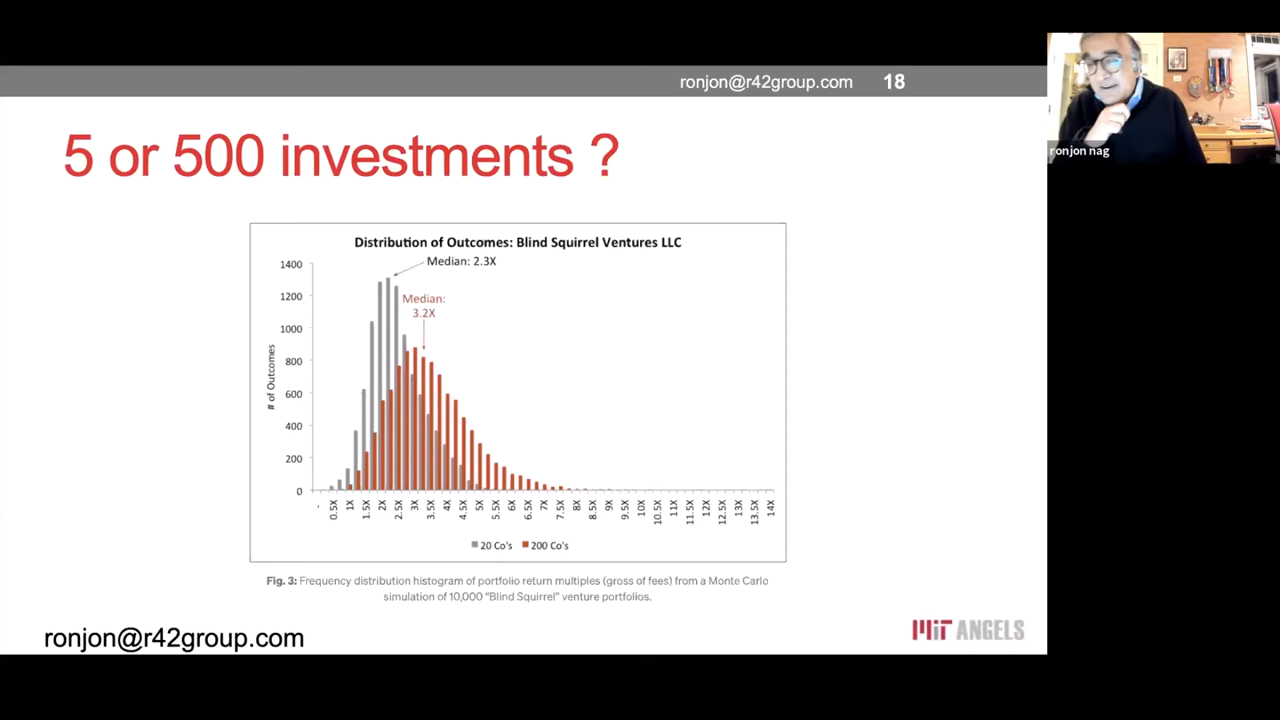 ronjon@r42group.com 18
ronjon nag
5 or 500 investments ?
Distribution of Outcomes: Blind Squirrel Ventures LLC
Median: 2.3X
Median:
3.2X
# of Outcomes
1400
1200
1000
800
600
400
200
0
- 0.5X 1X 1.5X 2X 2.5X 3X 3.5X 4X 4.5X 5X 5.5X 6X 6.5X 7X 7.5X 8X 8.5X 9X 9.5X 10X 10.5X 11X 11.5X 12X 12.5X 13X 13.5X 14X
20 Co's 200 Co's
Fig. 3: Frequency distribution histogram of portfolio return multiples (gross of fees) from a Monte Carlo
simulation of 10,000 “Blind Squirrel” venture portfolios.
ronjon@r42group.com
MIT ANGELS